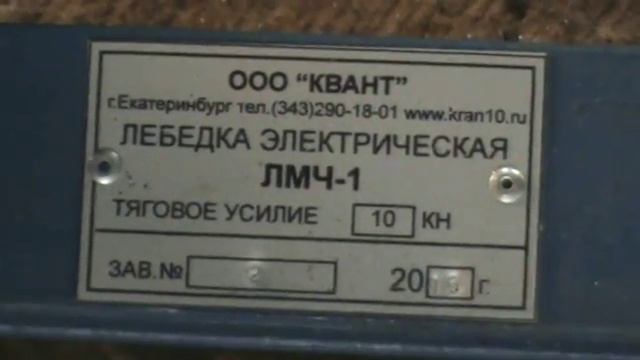 ООО “КВАНТ”
г.Екатеринбург тел.(343)290-18-01 www.kran10.ru
ЛЕБЕДКА ЭЛЕКТРИЧЕСКАЯ
ЛМЧ-1
ТЯГОВОЕ УСИЛИЕ 10 КН
ЗАВ.№
20 г.